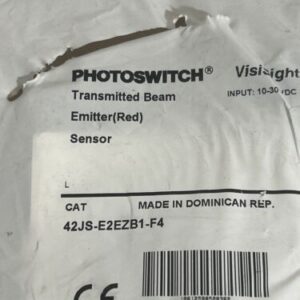 PHOTOSWITCH® VisiSight
Transmitted Beam INPUT: 10-30 VDC
Emitter(Red)
Sensor
L
CAT MADE IN DOMINICAN REP.
42JS-E2EZB1-F4
CE